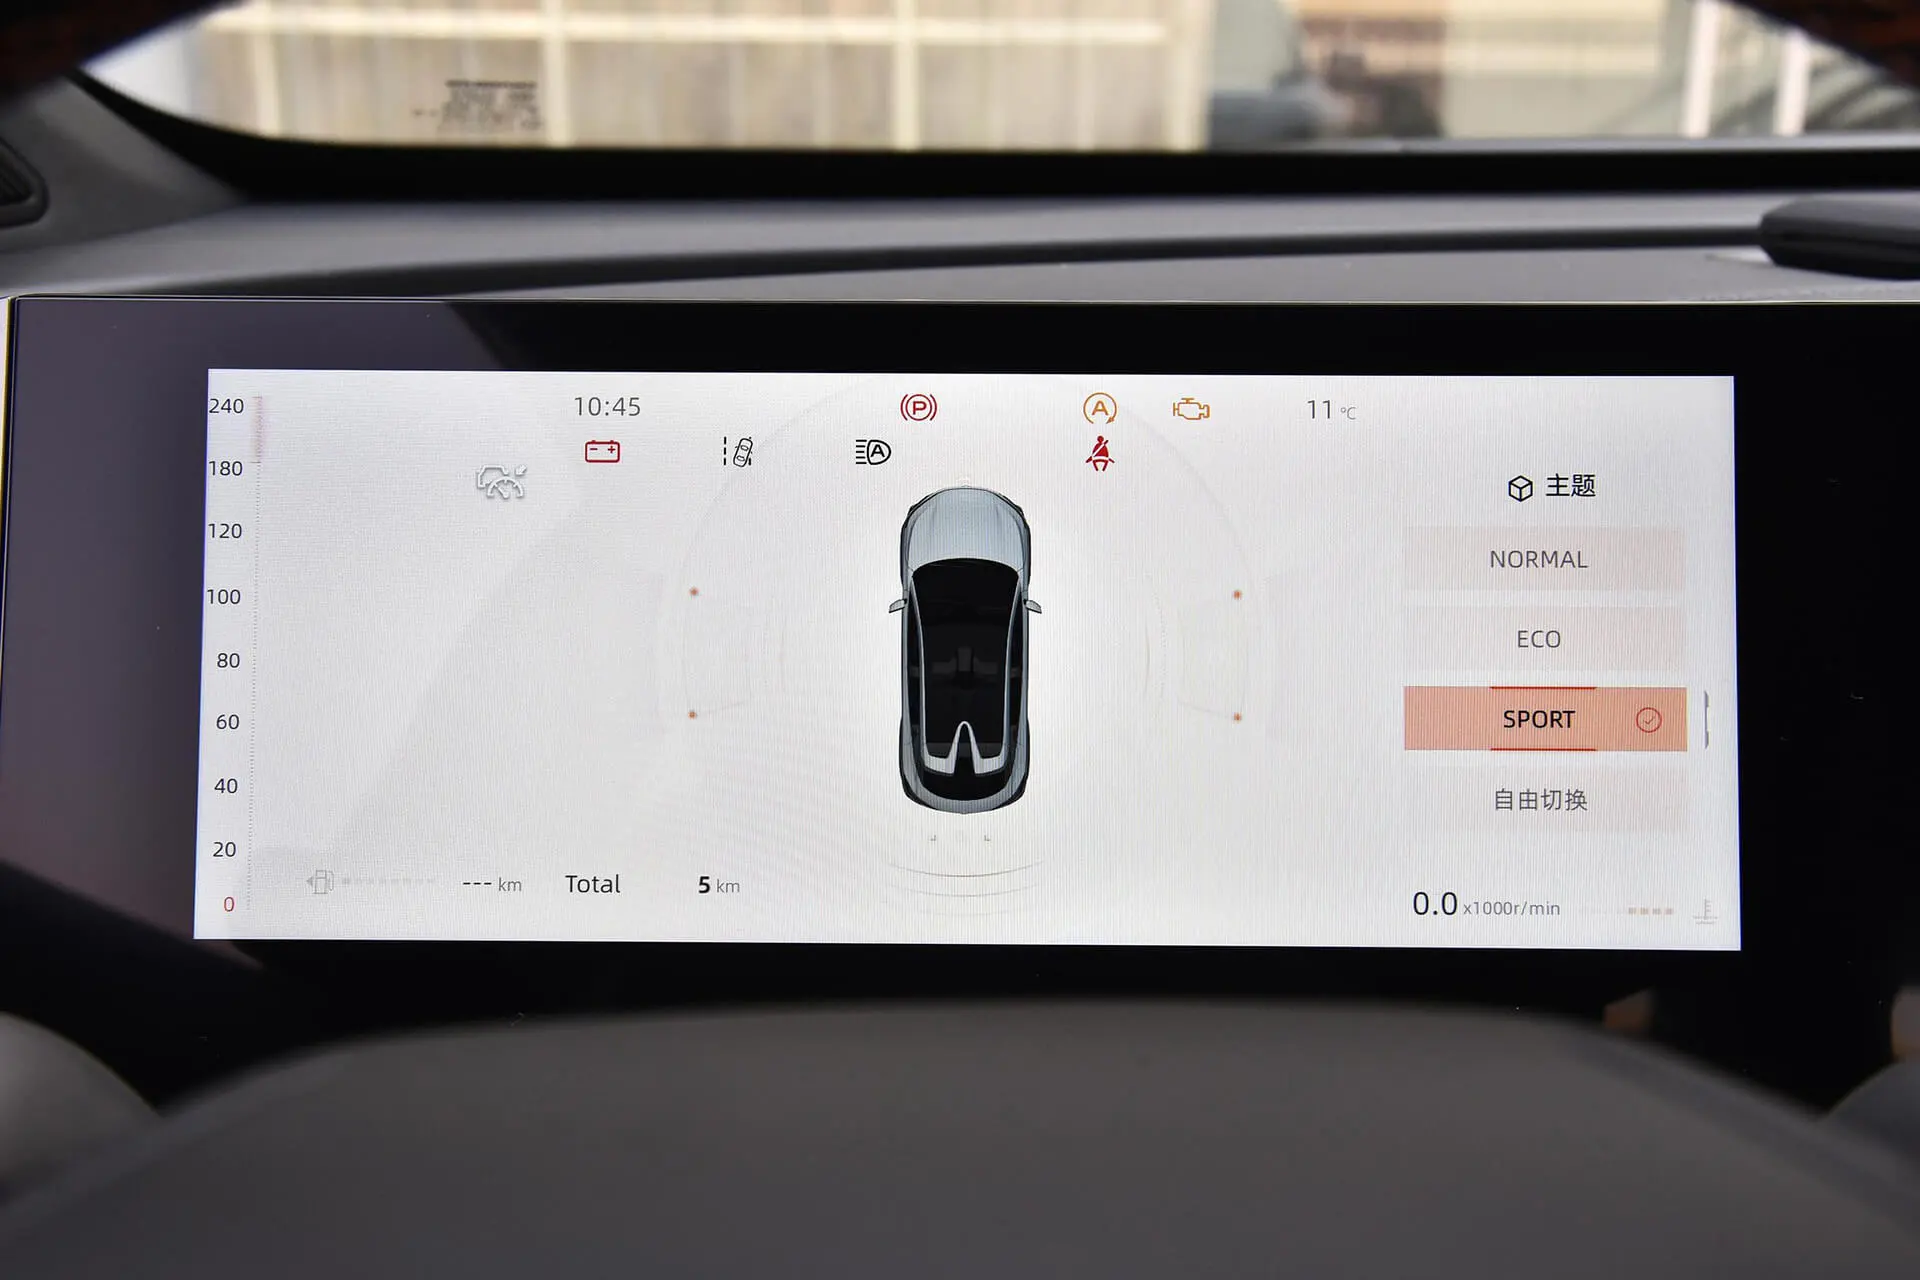 240
180
120
100
80
60
40
20
0
10:45
P
A
11 ℃
A
主题
NORMAL
ECO
SPORT
自由切换
--- km
Total
5 km
0.0 x1000r/min